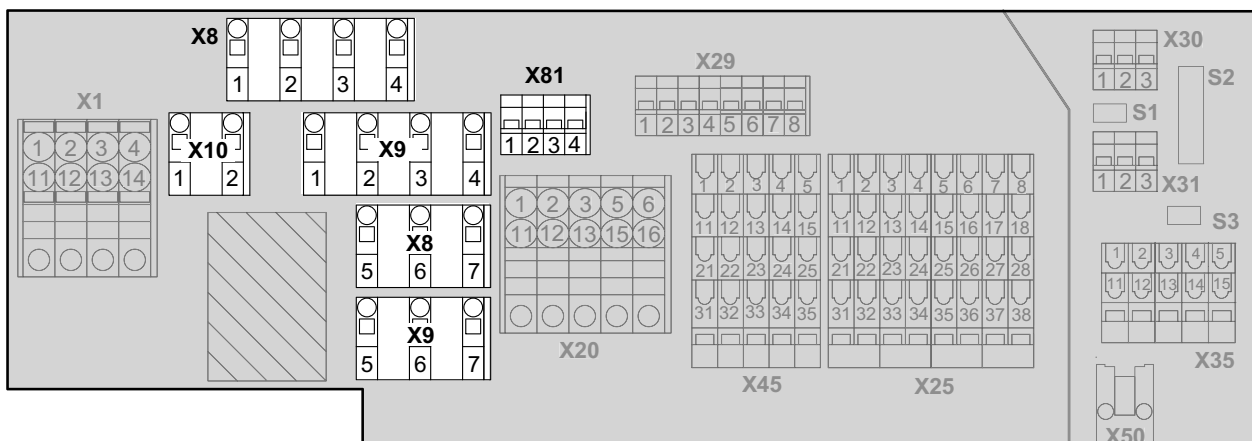 X8
1 2 3 4
X1
1 2 3 4
11 12 13 14
X10
1 2
X9
1 2 3 4
X8
5 6 7
X9
5 6 7
X81
1 2 3 4
X29
1 2 3 4 5 6 7 8
1 2 3 5 6
11 12 13 15 16
X20
1 2 3 4 5
11 12 13 14 15
21 22 23 24 25
31 32 33 34 35
X45
1 2 3 4 5 6 7 8
11 12 13 14 15 16 17 18
21 22 23 24 25 26 27 28
31 32 33 34 35 36 37 38
X25
X30
1 2 3
S2
S1
1 2 3
X31
S3
1 2 3 4 5
11 12 13 14 15
X35
X50